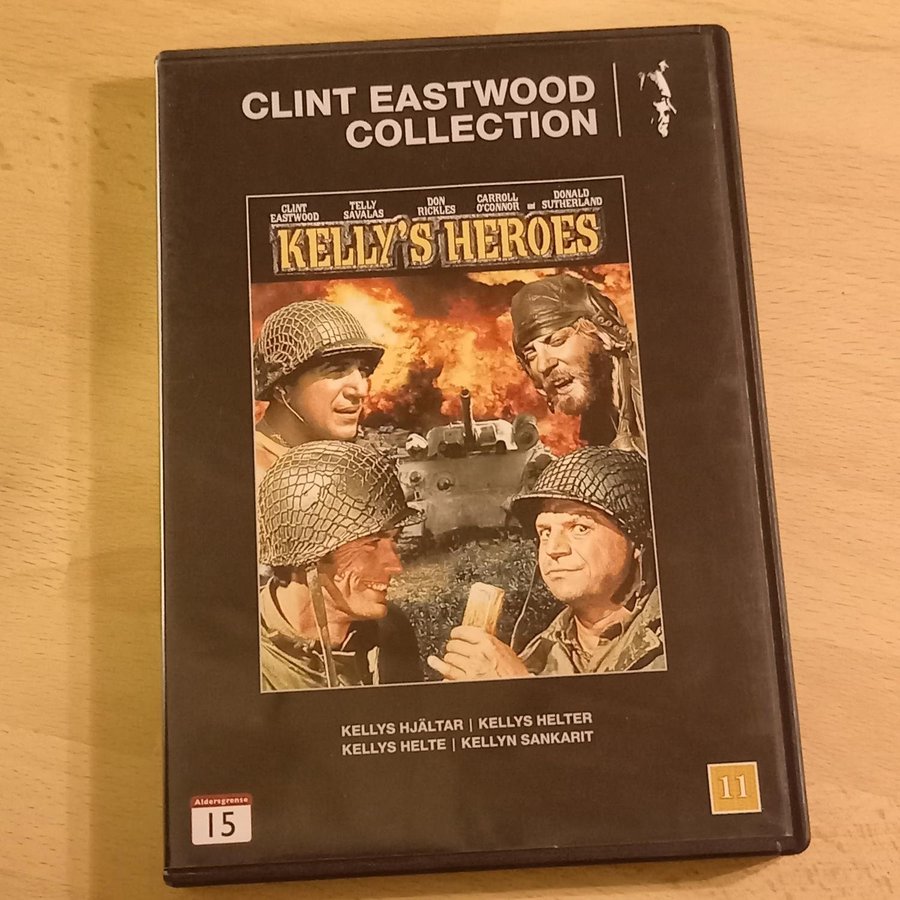 CLINT EASTWOOD
COLLECTION
CLINT EASTWOOD TELLY SAVALAS DON RICKLES CARROLL O'CONNOR and DONALD SUTHERLAND
KELLY'S HEROES
KELLYS HJÄLTAR | KELLYS HELTER
KELLYS HELTE | KELLYN SANKARIT
Aldersgrense
15
11